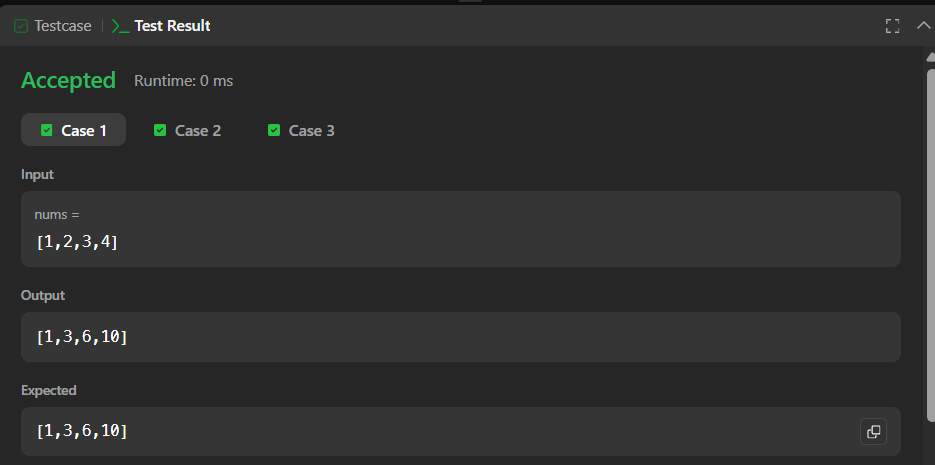 Testcase | >_ Test Result
Accepted Runtime: 0 ms
Case 1 Case 2 Case 3
Input
nums =
[1,2,3,4]
Output
[1,3,6,10]
Expected
[1,3,6,10]